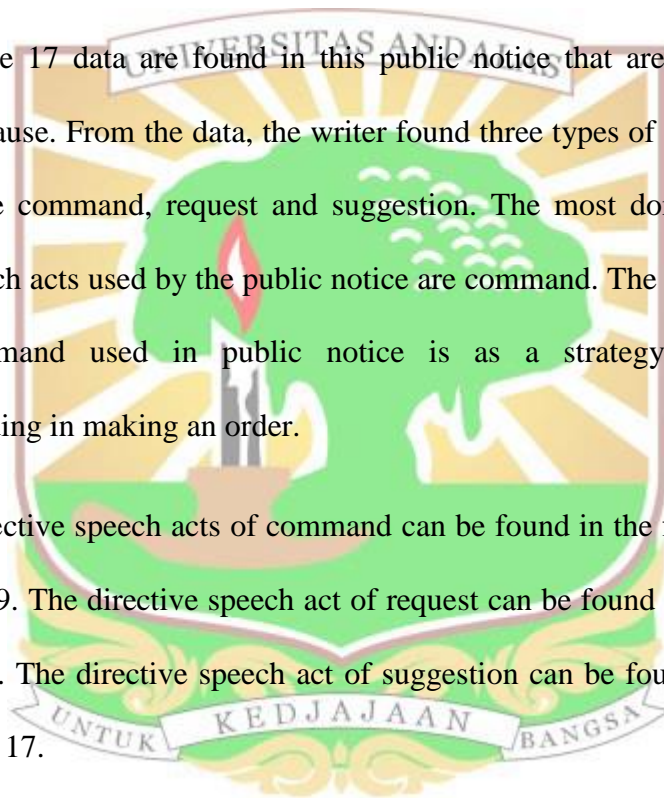 UNIVERSITAS ANDALAS
e 17 data are found in this public notice that are
ause. From the data, the writer found three types of
e command, request and suggestion. The most do
ch acts used by the public notice are command. The
mand used in public notice is as a strategy
ling in making an order.
ective speech acts of command can be found in the
9. The directive speech act of request can be found
. The directive speech act of suggestion can be fou
17.
UNTUK KEDJAJAAN BANGSA